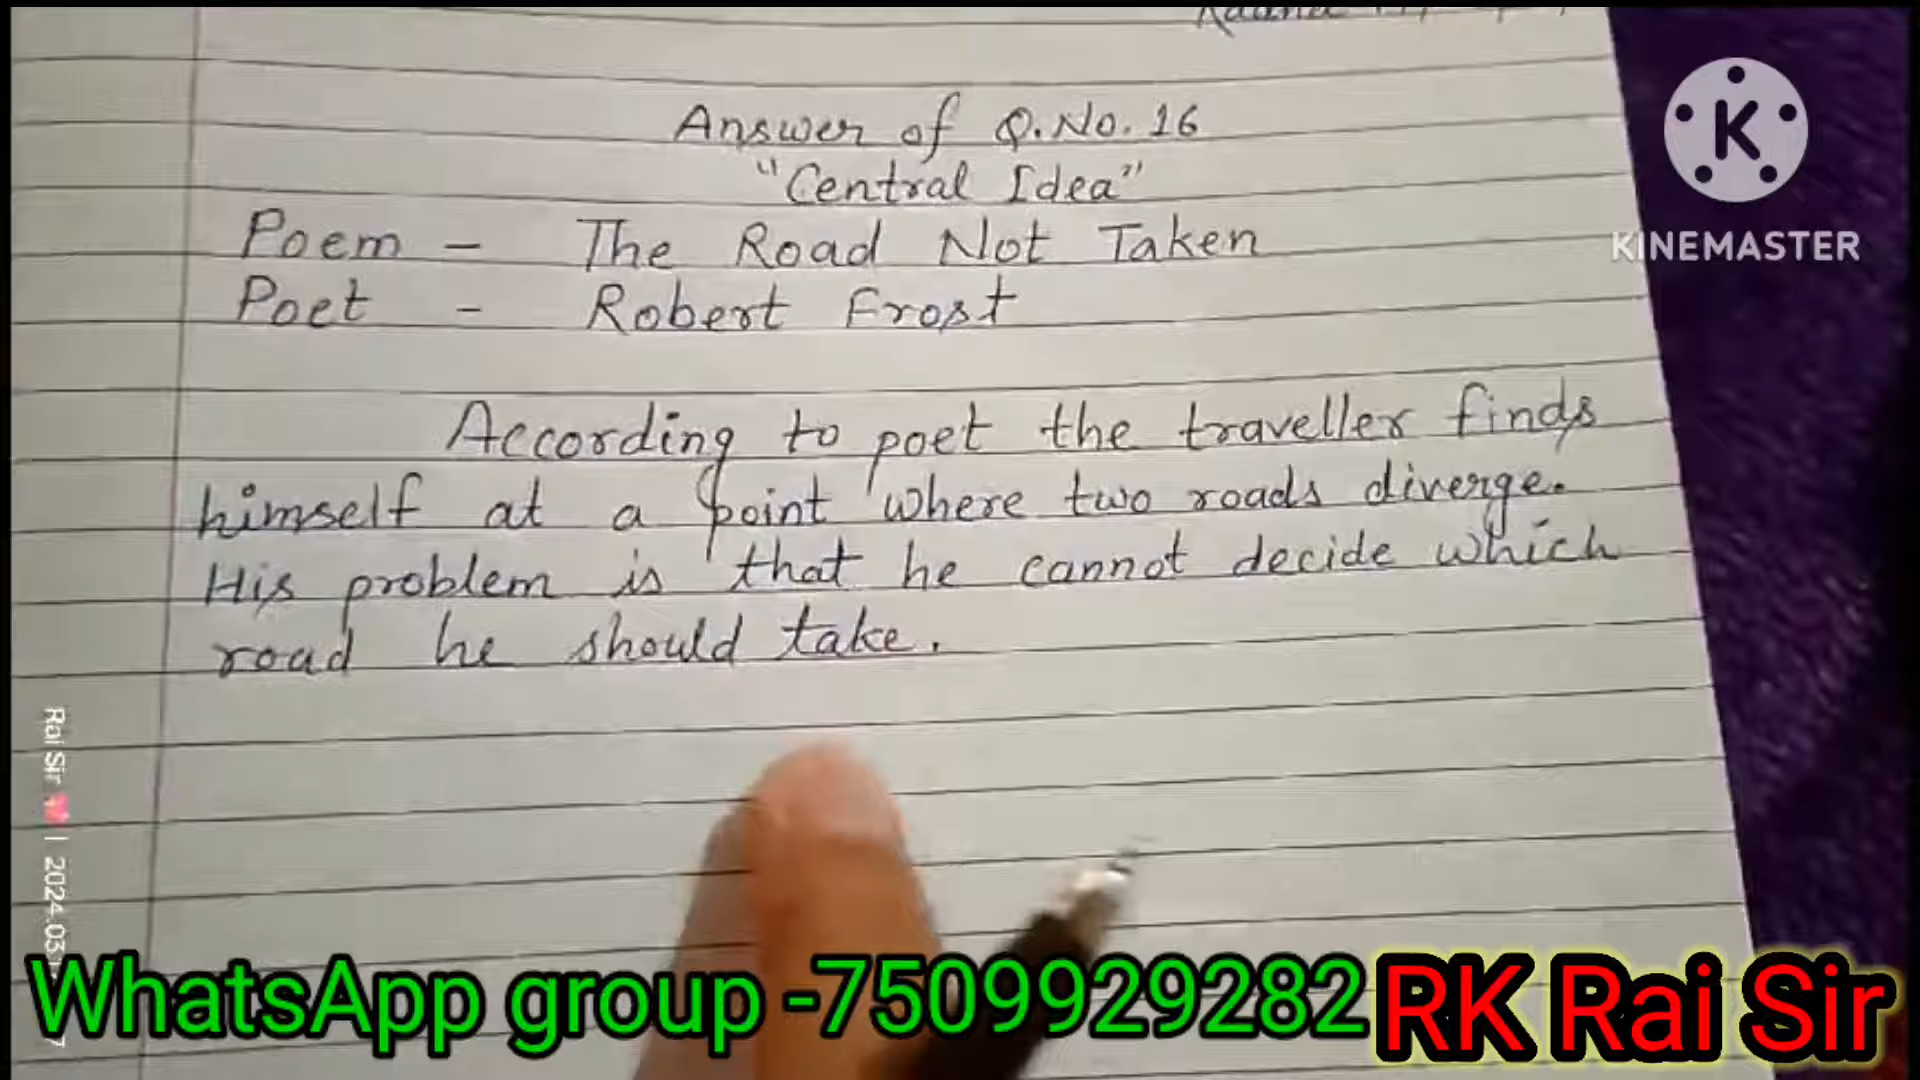 Answer of Q.No. 16
"Central Idea"
Poem - The Road Not Taken
Poet - Robert Frost
According to poet the traveller finds
himself at a point where two roads diverge.
His problem is that he cannot decide which
road he should take.
KINEMASTER
Rai Sir | 2024.03
WhatsApp group -7509929282 RK Rai Sir